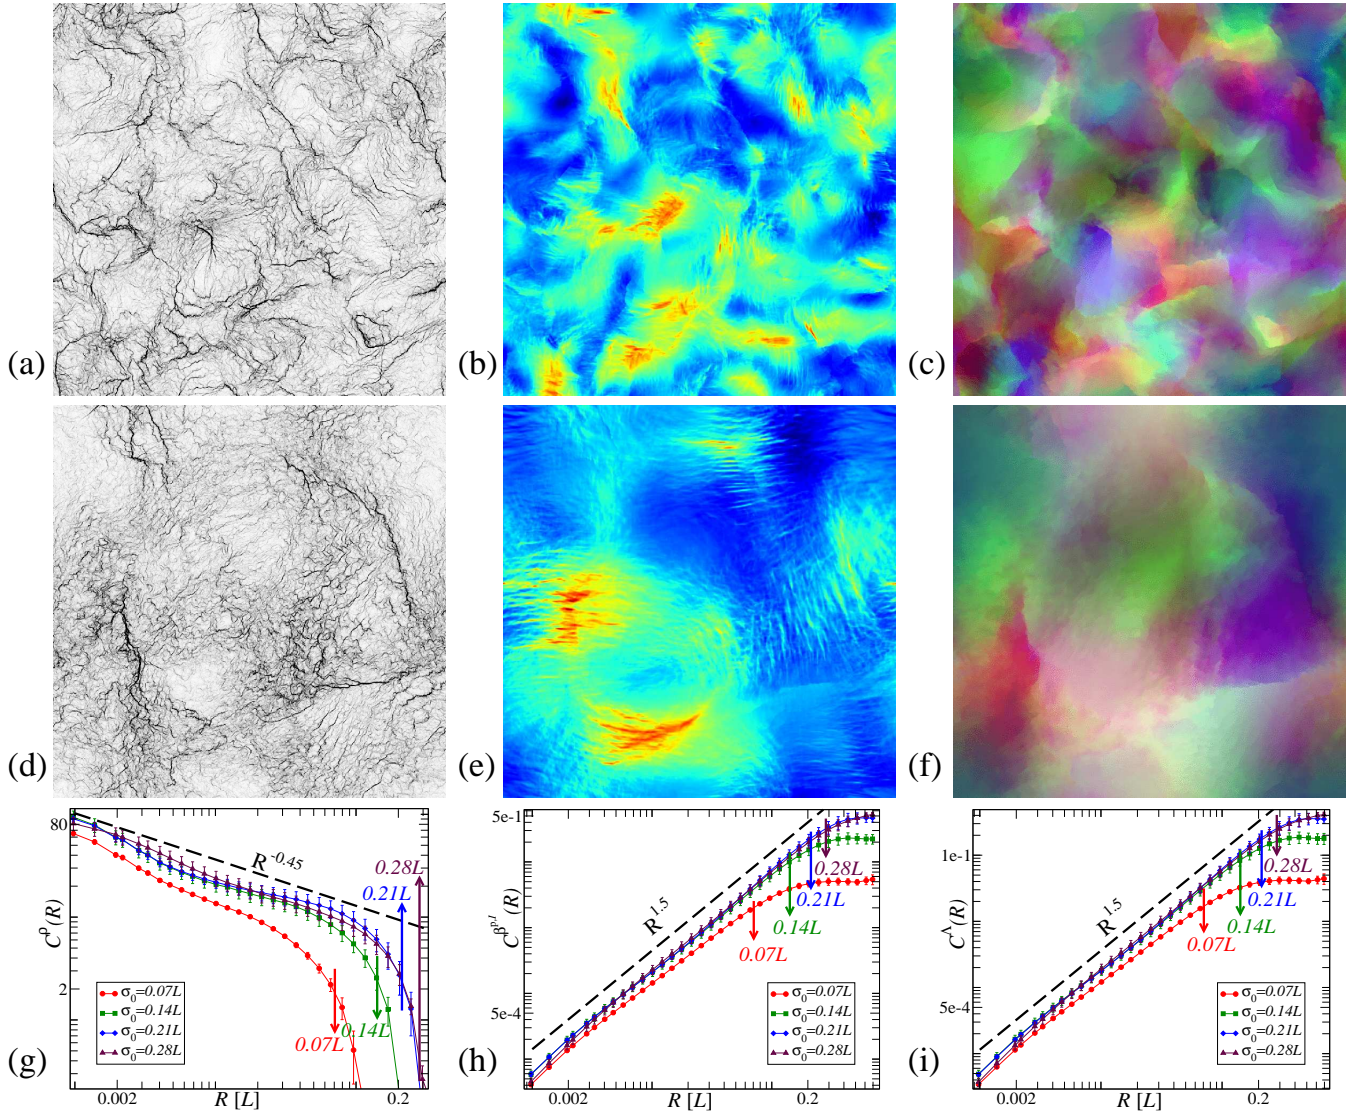 (a)
(b)
(c)
(d)
(e)
(f)
(g)
80
2
C^ρ(R)
R^-0.45
0.28L
0.21L
0.14L
0.07L
σ₀=0.07L
σ₀=0.14L
σ₀=0.21L
σ₀=0.28L
0.002
R [L]
0.2
(h)
5e-1
5e-4
R^1.5
0.28L
0.21L
0.14L
0.07L
σ₀=0.07L
σ₀=0.14L
σ₀=0.21L
σ₀=0.28L
0.002
R [L]
0.2
(i)
1e-1
5e-4
C^Λ(R)
R^1.5
0.28L
0.21L
0.14L
0.07L
σ₀=0.07L
σ₀=0.14L
σ₀=0.21L
σ₀=0.28L
0.002
R [L]
0.2